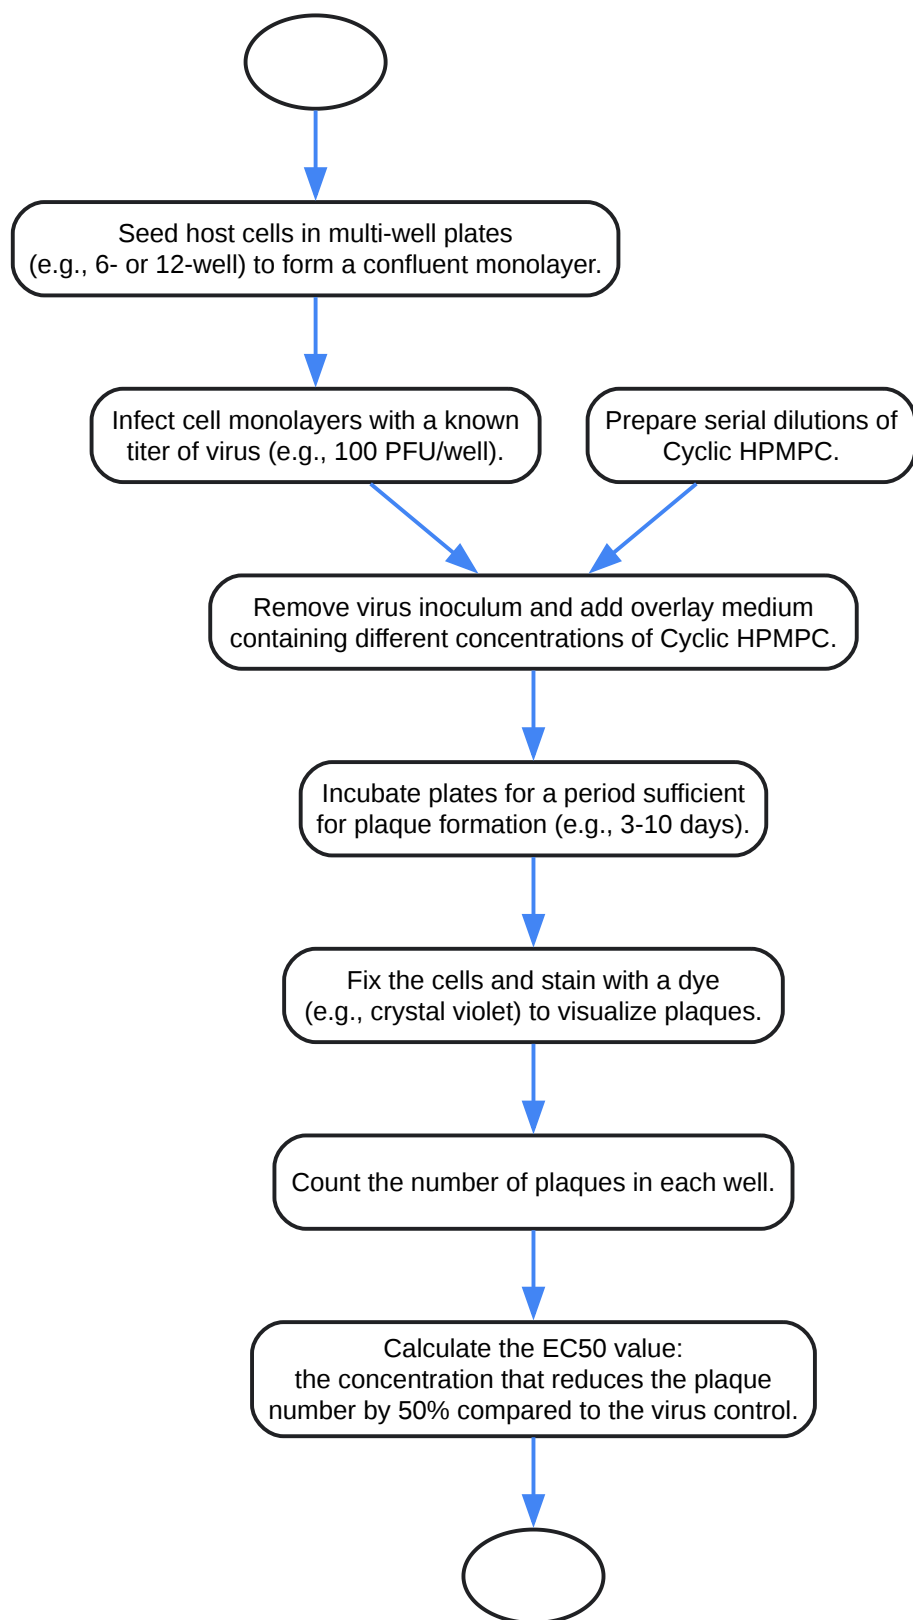 Seed host cells in multi-well plates
(e.g., 6- or 12-well) to form a confluent monolayer.
Infect cell monolayers with a known
titer of virus (e.g., 100 PFU/well).
Prepare serial dilutions of
Cyclic HPMPC.
Remove virus inoculum and add overlay medium
containing different concentrations of Cyclic HPMPC.
Incubate plates for a period sufficient
for plaque formation (e.g., 3-10 days).
Fix the cells and stain with a dye
(e.g., crystal violet) to visualize plaques.
Count the number of plaques in each well.
Calculate the EC50 value:
the concentration that reduces the plaque
number by 50% compared to the virus control.